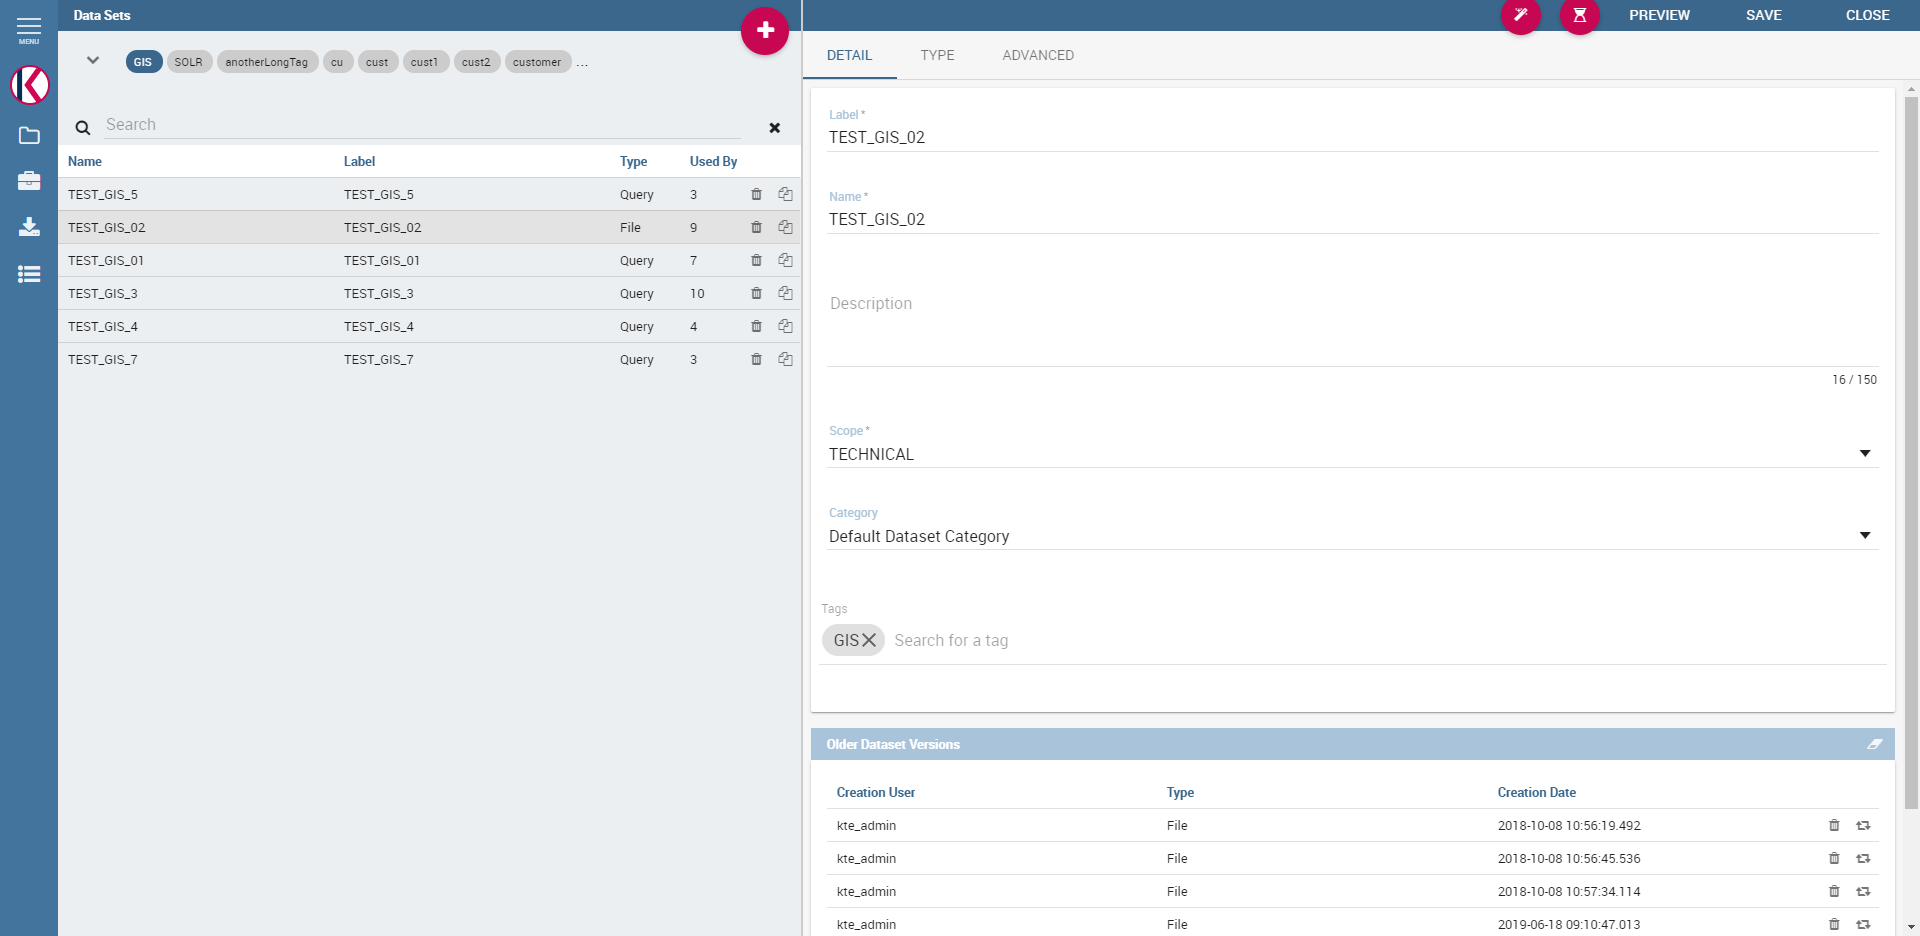 MENU
Data Sets
GIS SOLR anotherLongTag cu cust cust1 cust2 customer ...
Search
Name Label Type Used By
TEST_GIS_5 TEST_GIS_5 Query 3
TEST_GIS_02 TEST_GIS_02 File 9
TEST_GIS_01 TEST_GIS_01 Query 7
TEST_GIS_3 TEST_GIS_3 Query 10
TEST_GIS_4 TEST_GIS_4 Query 4
TEST_GIS_7 TEST_GIS_7 Query 3
PREVIEW SAVE CLOSE
DETAIL TYPE ADVANCED
Label *
TEST_GIS_02
Name *
TEST_GIS_02
Description
16 / 150
Scope *
TECHNICAL
Category
Default Dataset Category
Tags
GIS Search for a tag
Older Dataset Versions
Creation User Type Creation Date
kte_admin File 2018-10-08 10:56:19.492
kte_admin File 2018-10-08 10:56:45.536
kte_admin File 2018-10-08 10:57:34.114
kte_admin File 2019-06-18 09:10:47.013